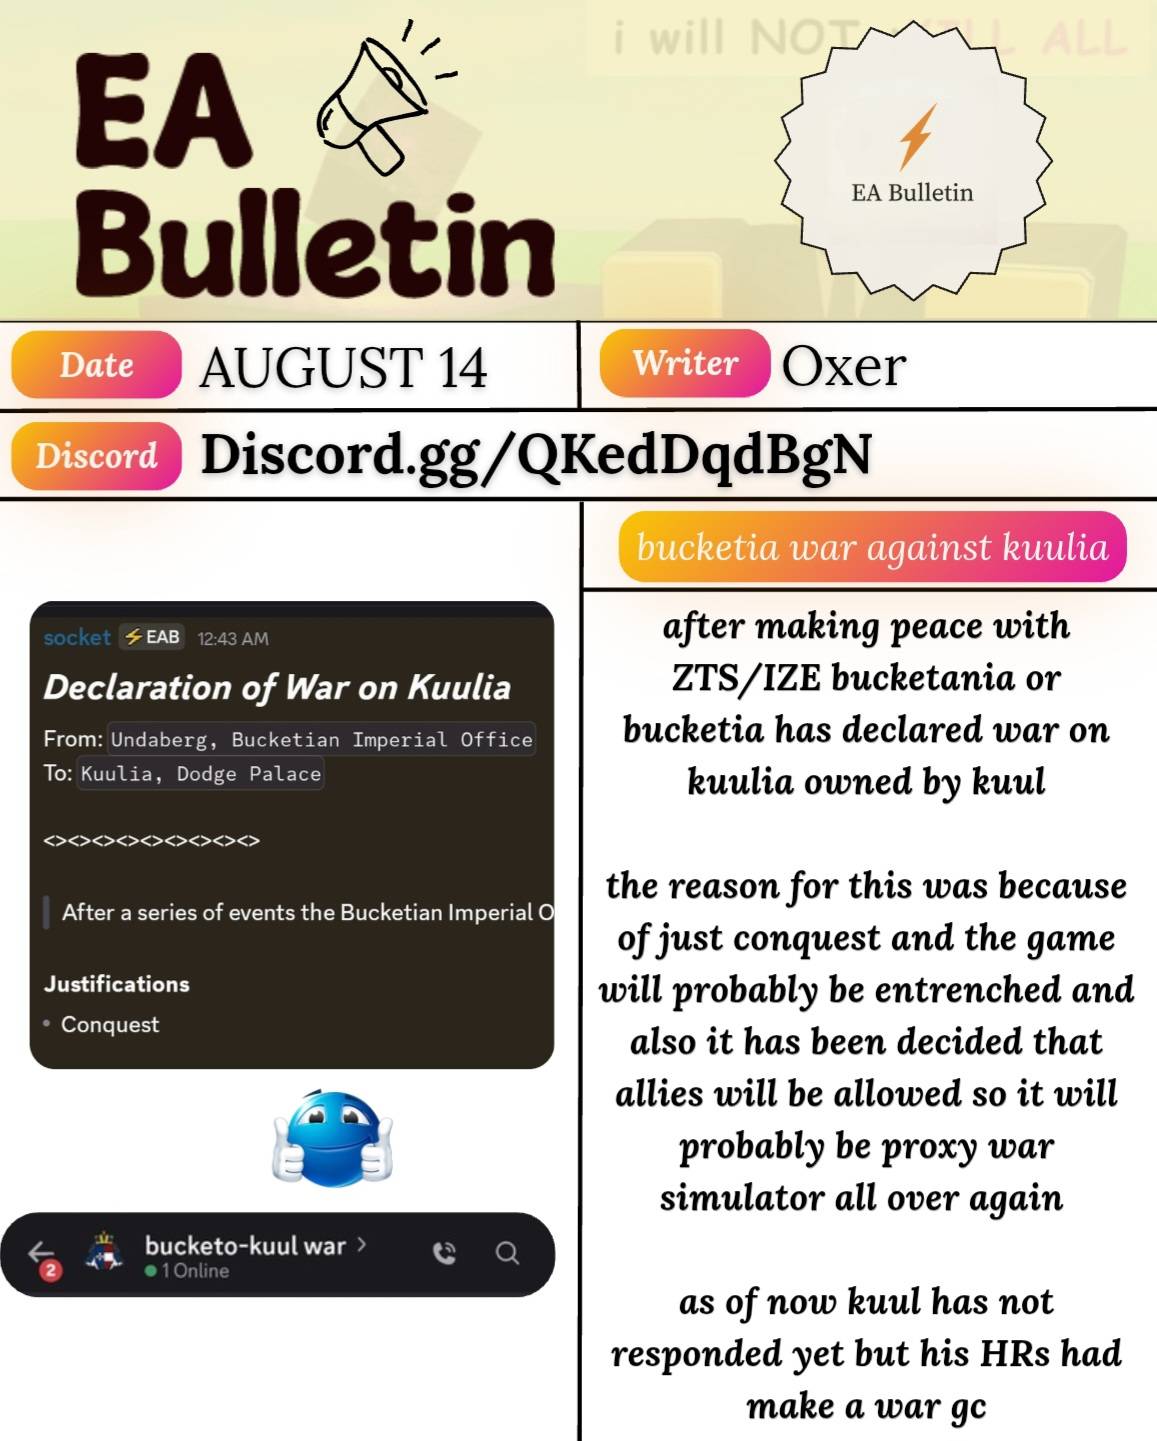 i will NOT KILL ALL
EA
Bulletin
EA Bulletin
Date AUGUST 14
Writer Oxer
Discord Discord.gg/QKedDqdBgN
socket ⚡EAB 12:43 AM
Declaration of War on Kuulia
From: Undaberg, Bucketian Imperial Office
To: Kuulia, Dodge Palace
<><><><><><><><><>
After a series of events the Bucketian Imperial O
Justifications
• Conquest
bucketo-kuul war >
2
1 Online
bucketia war against kuulia
after making peace with
ZTS/IZE bucketania or
bucketia has declared war on
kuulia owned by kuul
the reason for this was because
of just conquest and the game
will probably be entrenched and
also it has been decided that
allies will be allowed so it will
probably be proxy war
simulator all over again
as of now kuul has not
responded yet but his HRs had
make a war gc